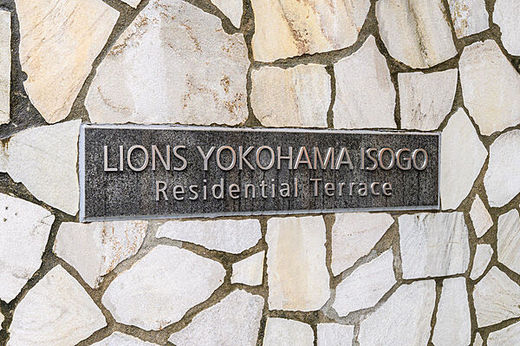 LIONS YOKOHAMA ISOGO
Residential Terrace